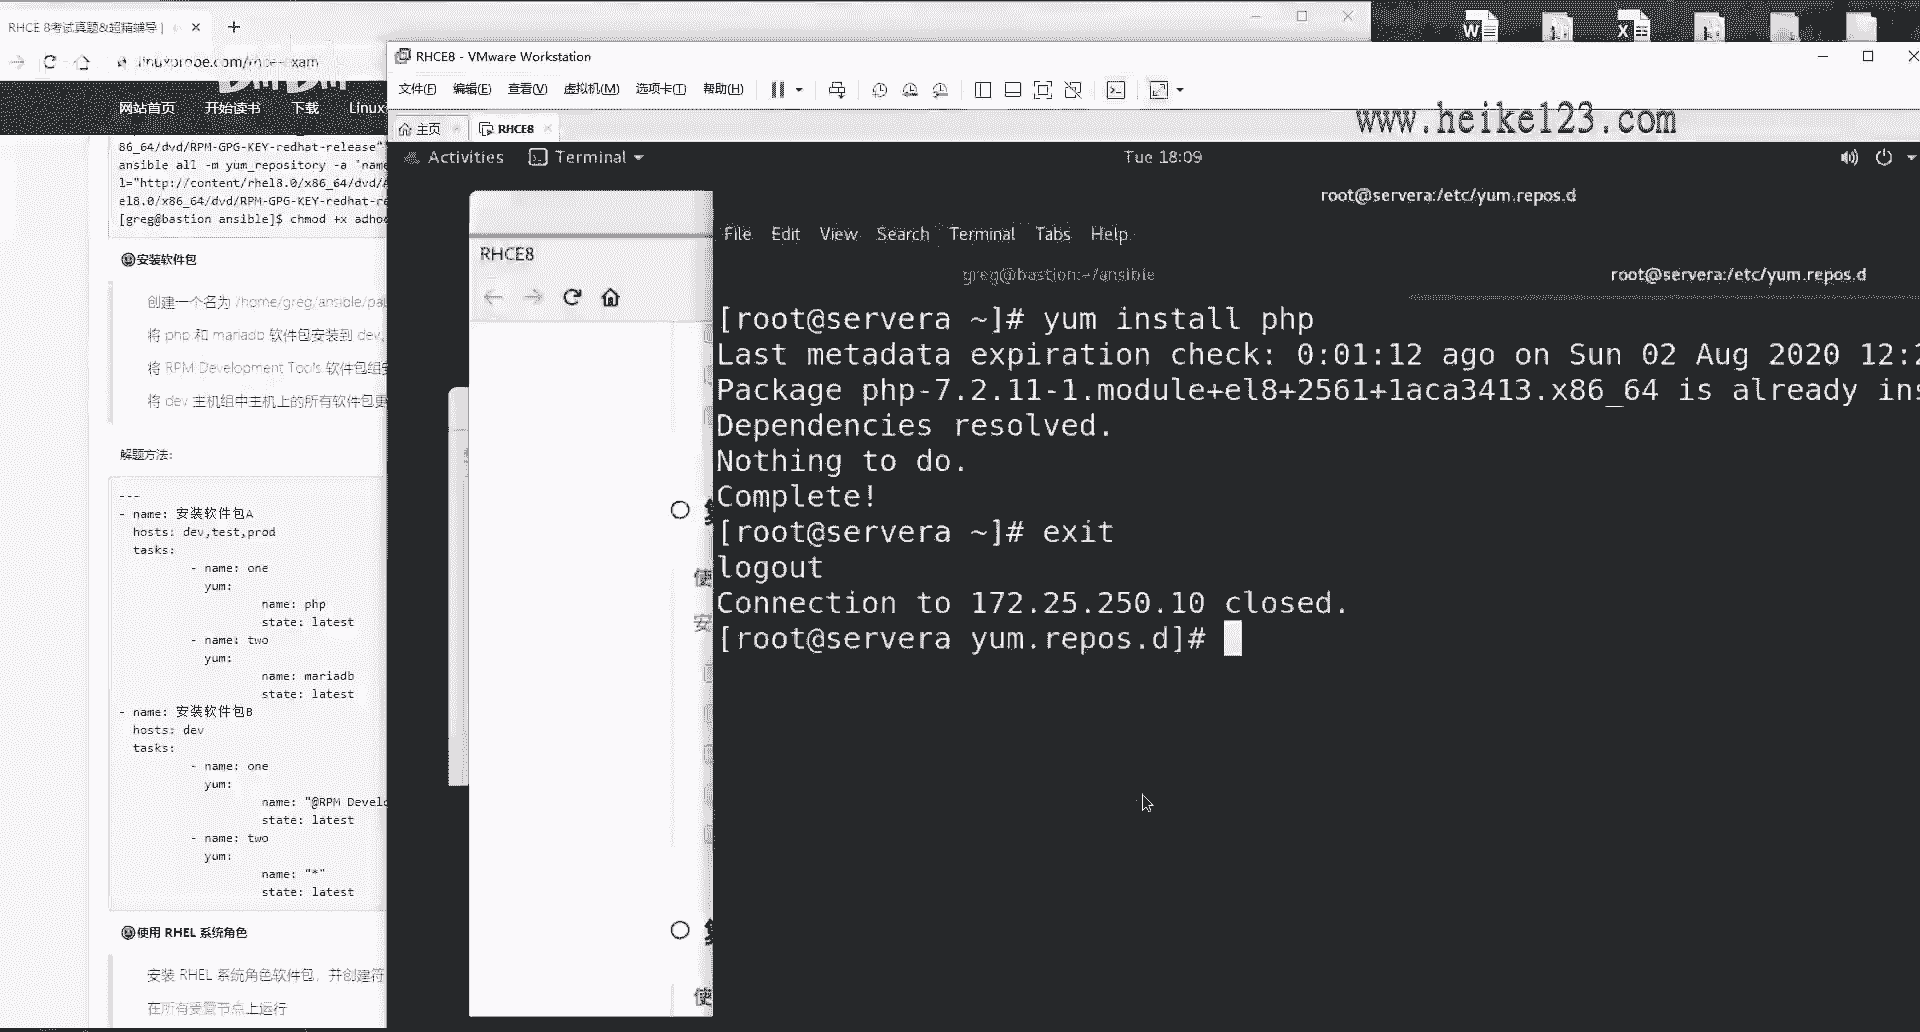 RHCE 8考试真题&超精辅导 |
linuxprobe.com/rhce-exam
网站首页 开始读书 下载 Linux
86_64/dvd/RPM-GPG-KEY-redhat-release"
ansible all -m yum_repository -a 'name
l="http://content/rhel8.0/x86_64/dvd/
el8.0/x86_64/dvd/RPM-GPG-KEY-redhat-re
[greg@bastion ansible]$ chmod +x adhoc
安装软件包
创建一个名为 /home/greg/ansible/pa
将 php 和 mariadb 软件包安装到 dev,
将 RPM Development Tools 软件包组安
将 dev 主机组中主机上的所有软件包更
解题方法:
---
- name: 安装软件包A
hosts: dev,test,prod
tasks:
- name: one
yum:
name: php
state: latest
- name: two
yum:
name: mariadb
state: latest
- name: 安装软件包B
hosts: dev
tasks:
- name: one
yum:
name: "@RPM Develo
state: latest
- name: two
yum:
name: "*"
state: latest
使用 RHEL 系统角色
安装 RHEL 系统角色软件包，并创建符
在所有受管节点上运行
RHCE8 - VMware Workstation
文件(F) 编辑(E) 查看(V) 虚拟机(M) 选项卡(T) 帮助(H)
www.heike123.com
主页 RHCE8
Activities Terminal Tue 18:09
root@servera:/etc/yum.repos.d
File Edit View Search Terminal Tabs Help
RHCE8
greg@bastion:~/ansible root@servera:/etc/yum.repos.d
[root@servera ~]# yum install php
Last metadata expiration check: 0:01:12 ago on Sun 02 Aug 2020 12:2
Package php-7.2.11-1.module+el8+2561+1aca3413.x86_64 is already ins
Dependencies resolved.
Nothing to do.
Complete!
[root@servera ~]# exit
logout
Connection to 172.25.250.10 closed.
[root@servera yum.repos.d]#